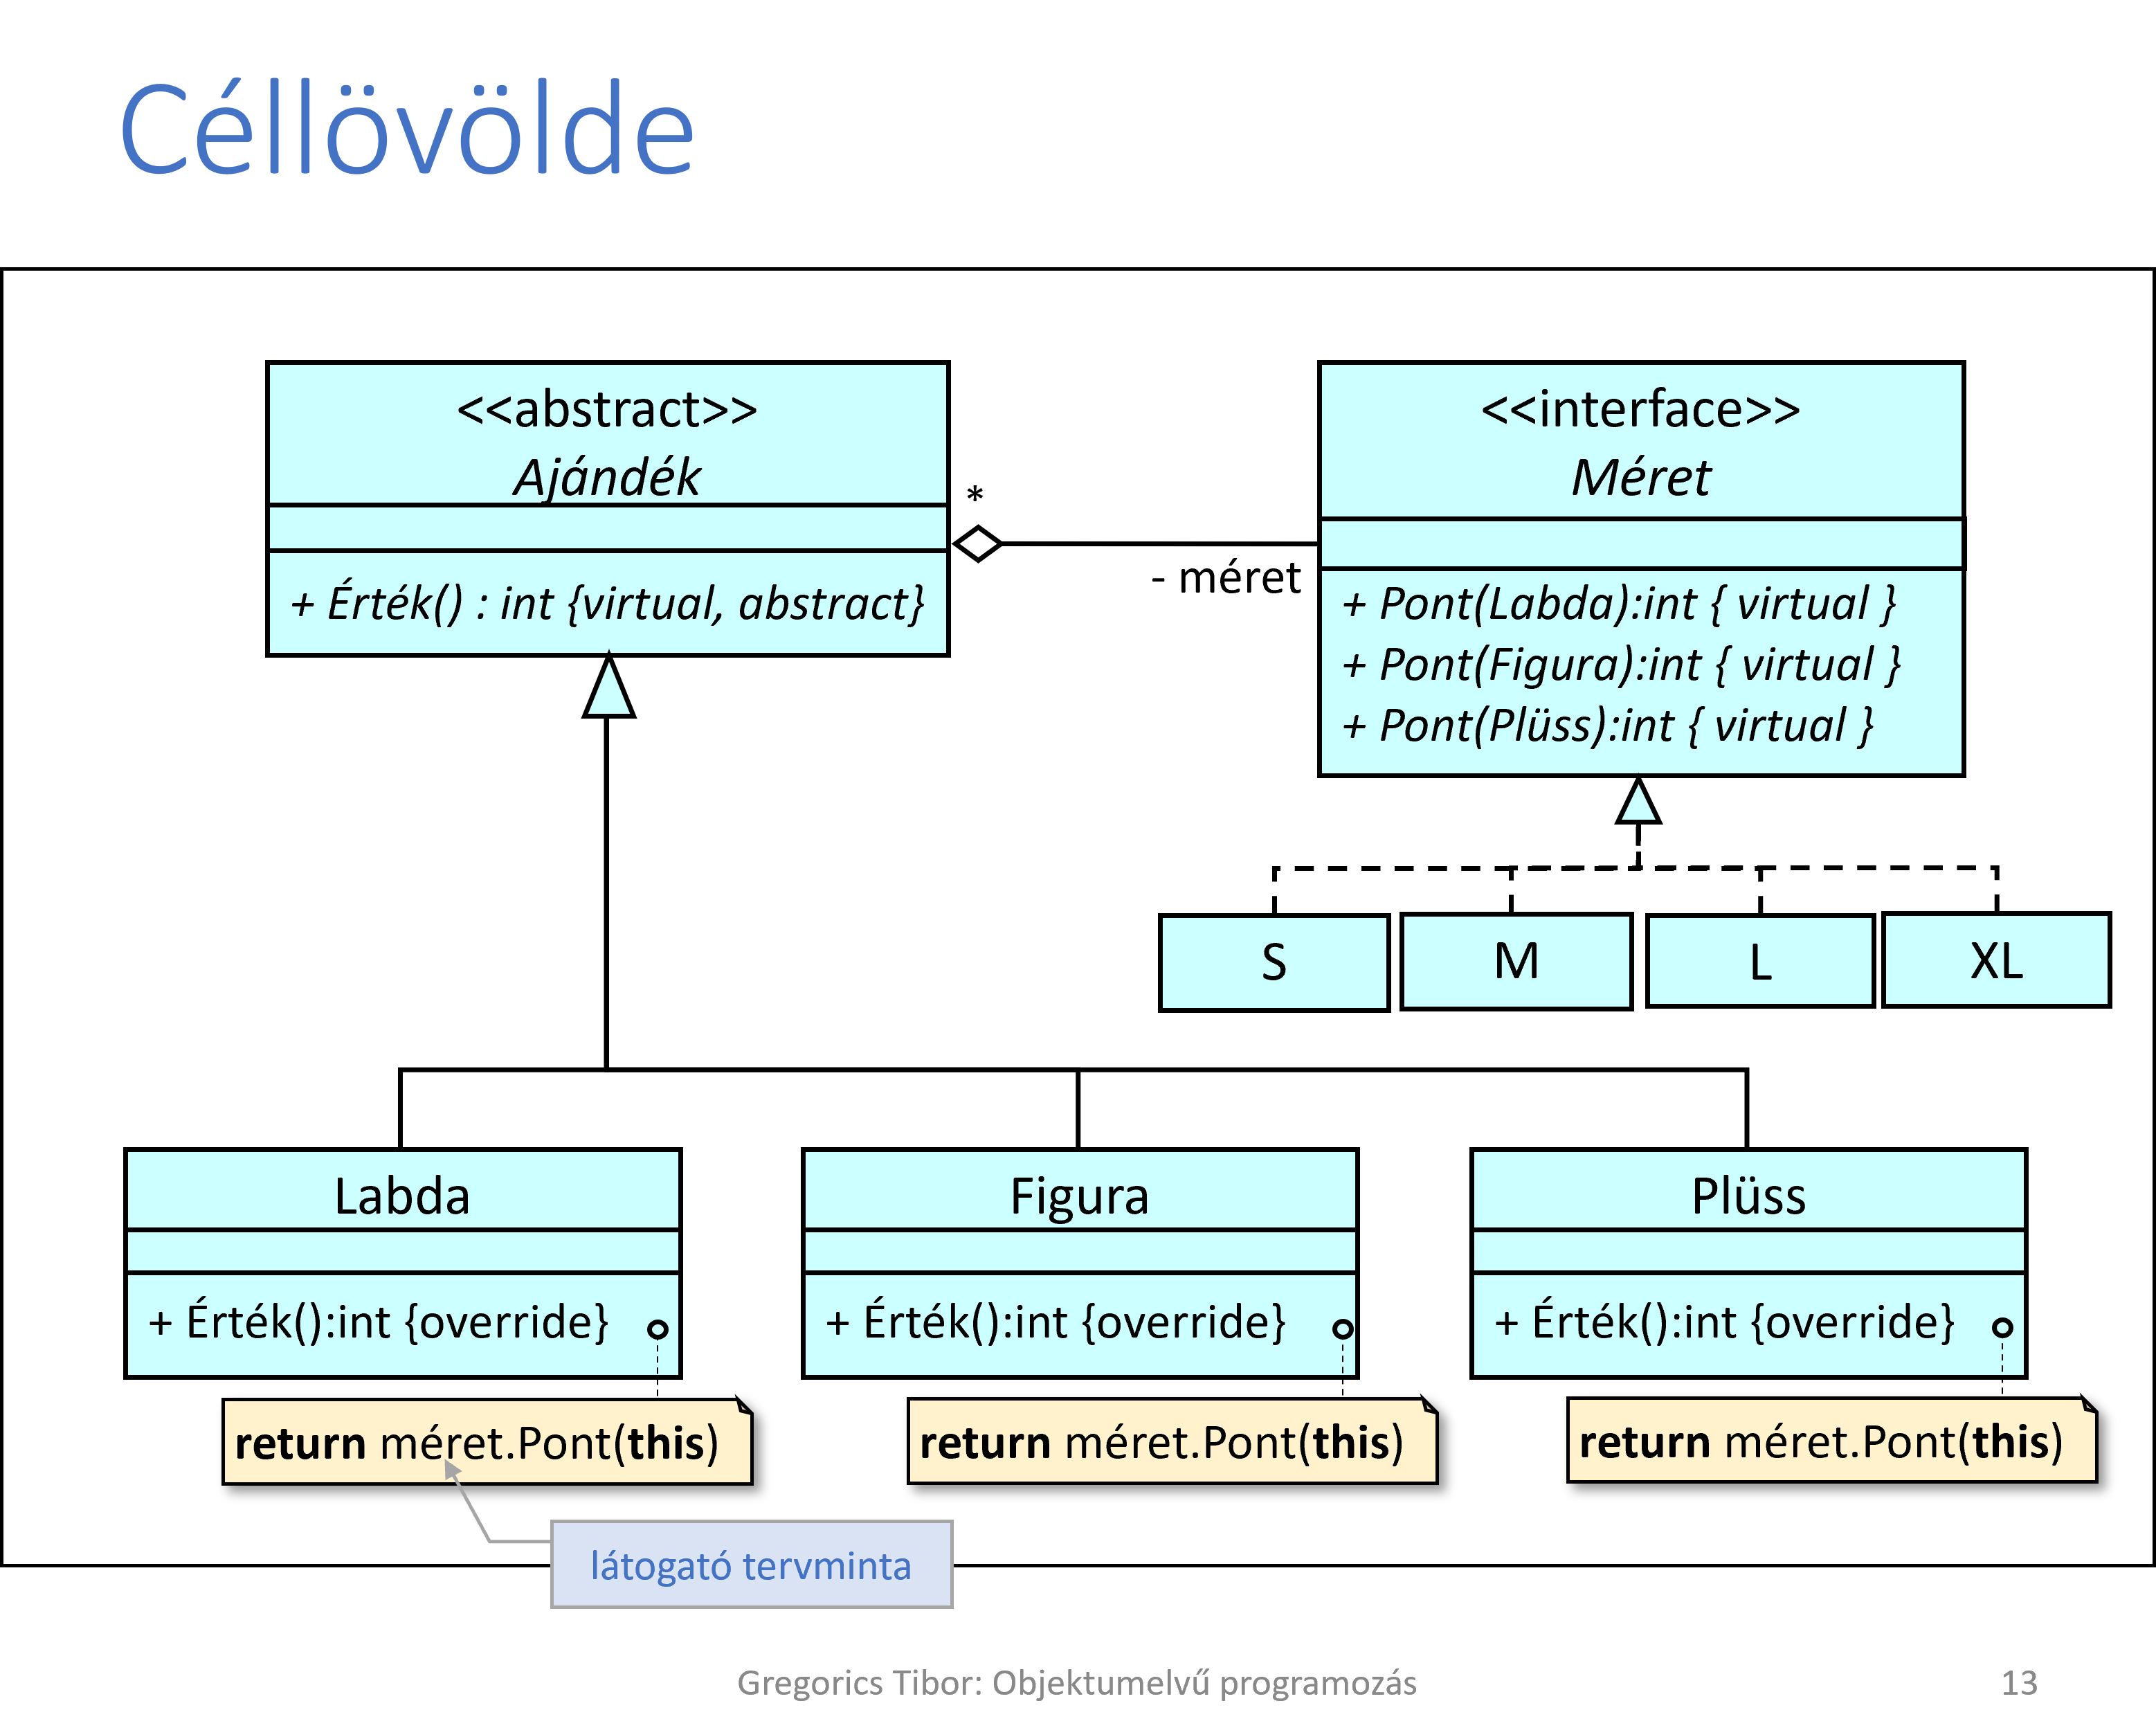 Céllövölde
<<abstract>>
Ajándék
+ Érték() : int {virtual, abstract}
*
- méret
<<interface>>
Méret
+ Pont(Labda):int { virtual }
+ Pont(Figura):int { virtual }
+ Pont(Plüss):int { virtual }
S
M
L
XL
Labda
+ Érték():int {override}
return méret.Pont(this)
Figura
+ Érték():int {override}
return méret.Pont(this)
Plüss
+ Érték():int {override}
return méret.Pont(this)
látogató tervminta
Gregorics Tibor: Objektumelvű programozás
13